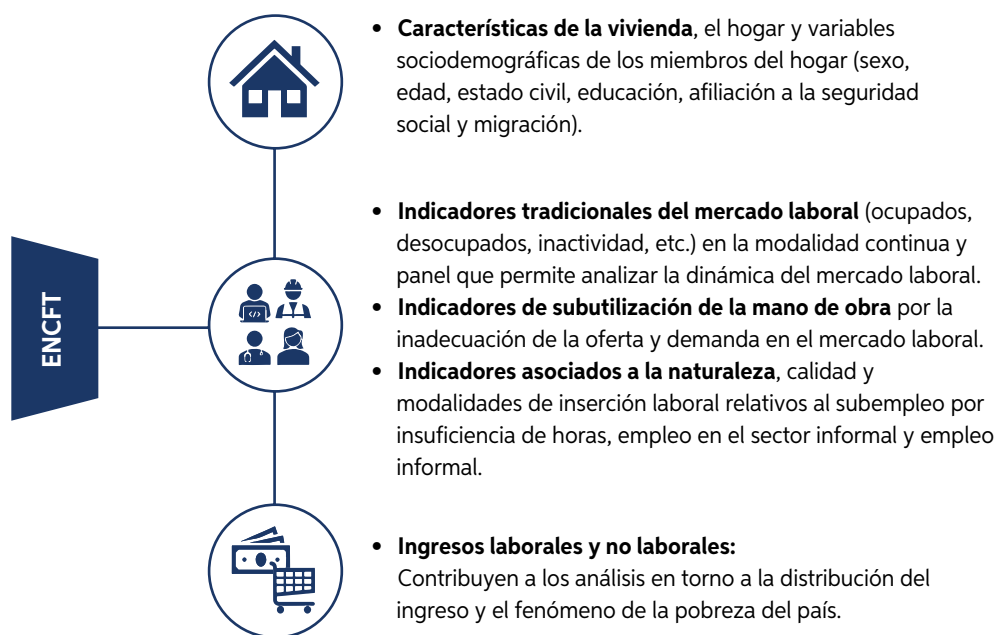 • Características de la vivienda, el hogar y variables
sociodemográficas de los miembros del hogar (sexo,
edad, estado civil, educación, afiliación a la seguridad
social y migración).
ENCFT
• Indicadores tradicionales del mercado laboral (ocupados,
desocupados, inactividad, etc.) en la modalidad continua y
panel que permite analizar la dinámica del mercado laboral.
• Indicadores de subutilización de la mano de obra por la
inadecuación de la oferta y demanda en el mercado laboral.
• Indicadores asociados a la naturaleza, calidad y
modalidades de inserción laboral relativos al subempleo por
insuficiencia de horas, empleo en el sector informal y empleo
informal.
• Ingresos laborales y no laborales:
Contribuyen a los análisis en torno a la distribución del
ingreso y el fenómeno de la pobreza del país.